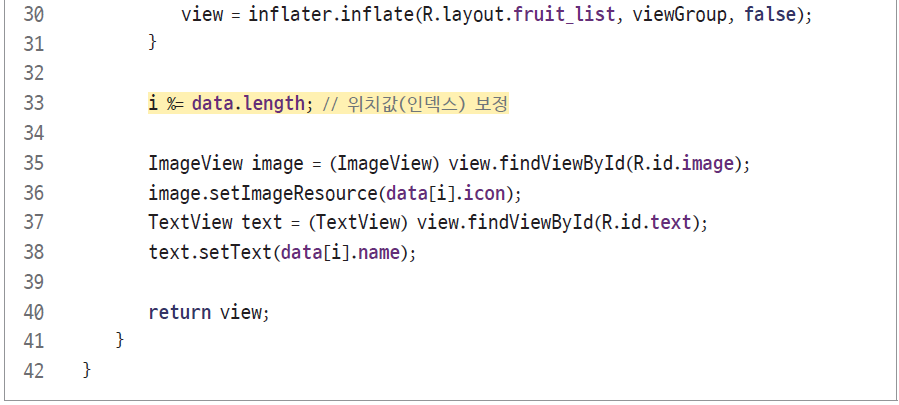 30 view = inflater.inflate(R.layout.fruit_list, viewGroup, false);
31 }
32
33 i %= data.length; // 위치값(인덱스) 보정
34
35 ImageView image = (ImageView) view.findViewById(R.id.image);
36 image.setImageResource(data[i].icon);
37 TextView text = (TextView) view.findViewById(R.id.text);
38 text.setText(data[i].name);
39
40 return view;
41 }
42 }